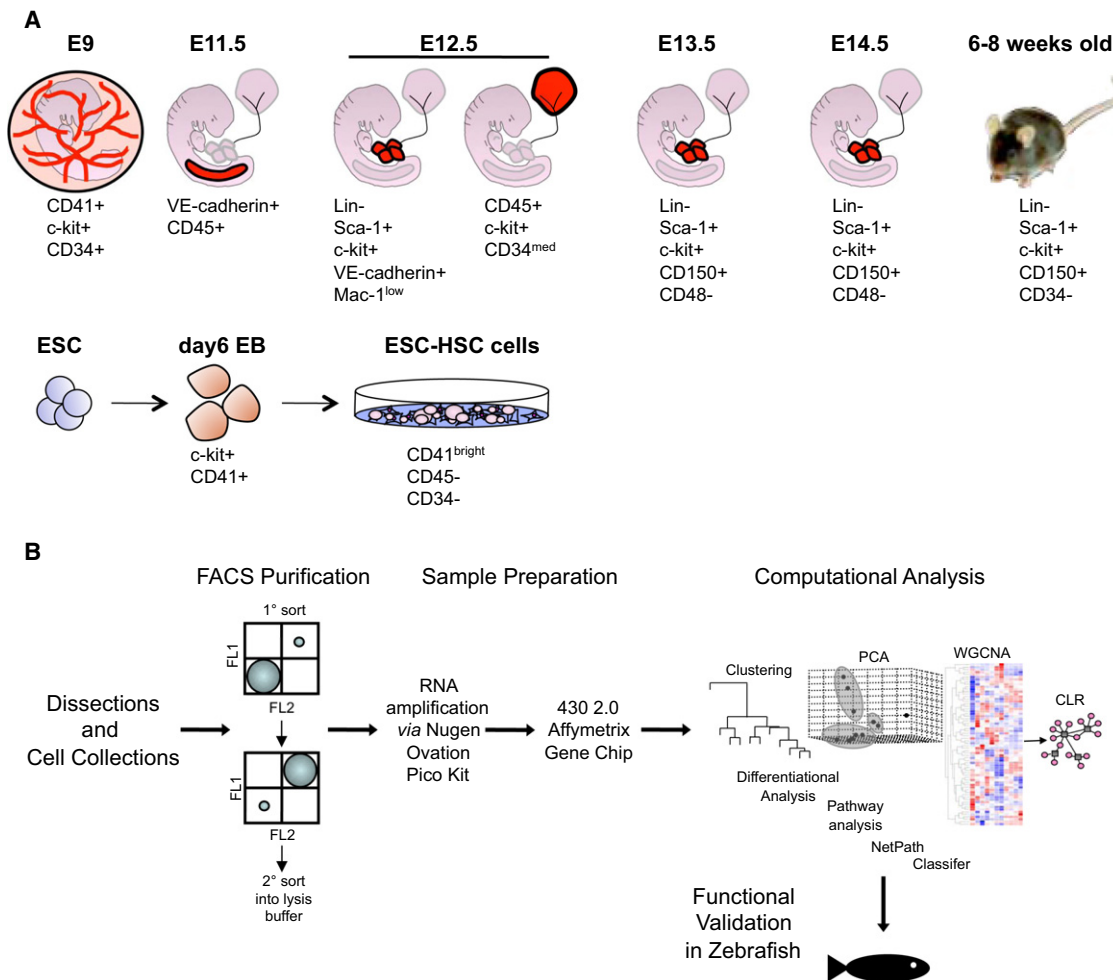 A
E9
E11.5
E12.5
E13.5
E14.5
6-8 weeks old
CD41+
c-kit+
CD34+
VE-cadherin+
CD45+
Lin-
Sca-1+
c-kit+
VE-cadherin+
Mac-1low
CD45+
c-kit+
CD34med
Lin-
Sca-1+
c-kit+
CD150+
CD48-
Lin-
Sca-1+
c-kit+
CD150+
CD48-
Lin-
Sca-1+
c-kit+
CD150+
CD34-
ESC
day6 EB
ESC-HSC cells
c-kit+
CD41+
CD41bright
CD45-
CD34-
B
Dissections
and
Cell Collections
FACS Purification
1° sort
FL1
FL2
FL1
FL2
2° sort
into lysis
buffer
Sample Preparation
RNA
amplification
via Nugen
Ovation
Pico Kit
430 2.0
Affymetrix
Gene Chip
Computational Analysis
Clustering
PCA
WGCNA
CLR
Differentiational
Analysis
Pathway
analysis
NetPath
Classifer
Functional
Validation
in Zebrafish